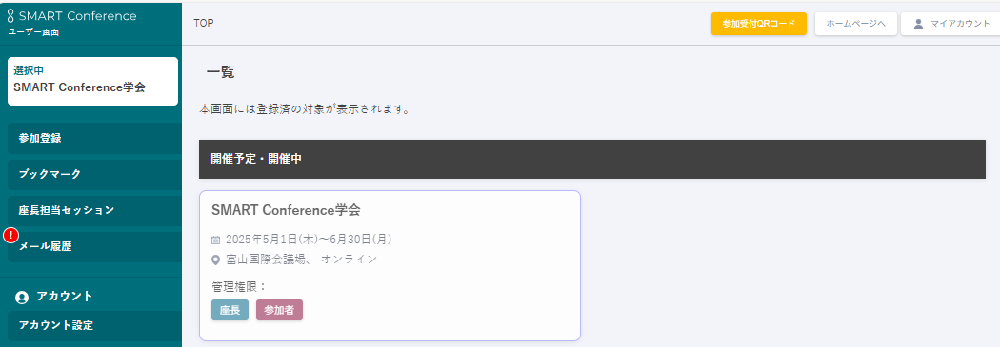 SMART Conference
ユーザー画面
選択中
SMART Conference学会
参加登録
ブックマーク
座長担当セッション
!
メール履歴
アカウント
アカウント設定
TOP
参加受付QRコード
ホームページへ
マイアカウント
一覧
本画面には登録済の対象が表示されます。
開催予定・開催中
SMART Conference学会
2025年5月1日(木)〜6月30日(月)
富山国際会議場、 オンライン
管理権限：
座長 参加者